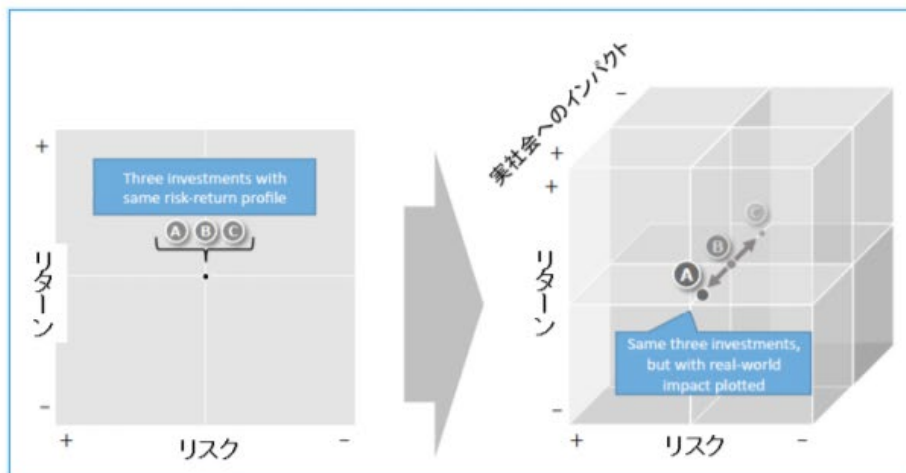 +
Three investments with
same risk-return profile
A B C
リターン
−
+
リスク
−
実社会へのインパクト
−
+
+
C
B
A
リターン
Same three investments,
but with real-world
impact plotted
−
+
リスク
−